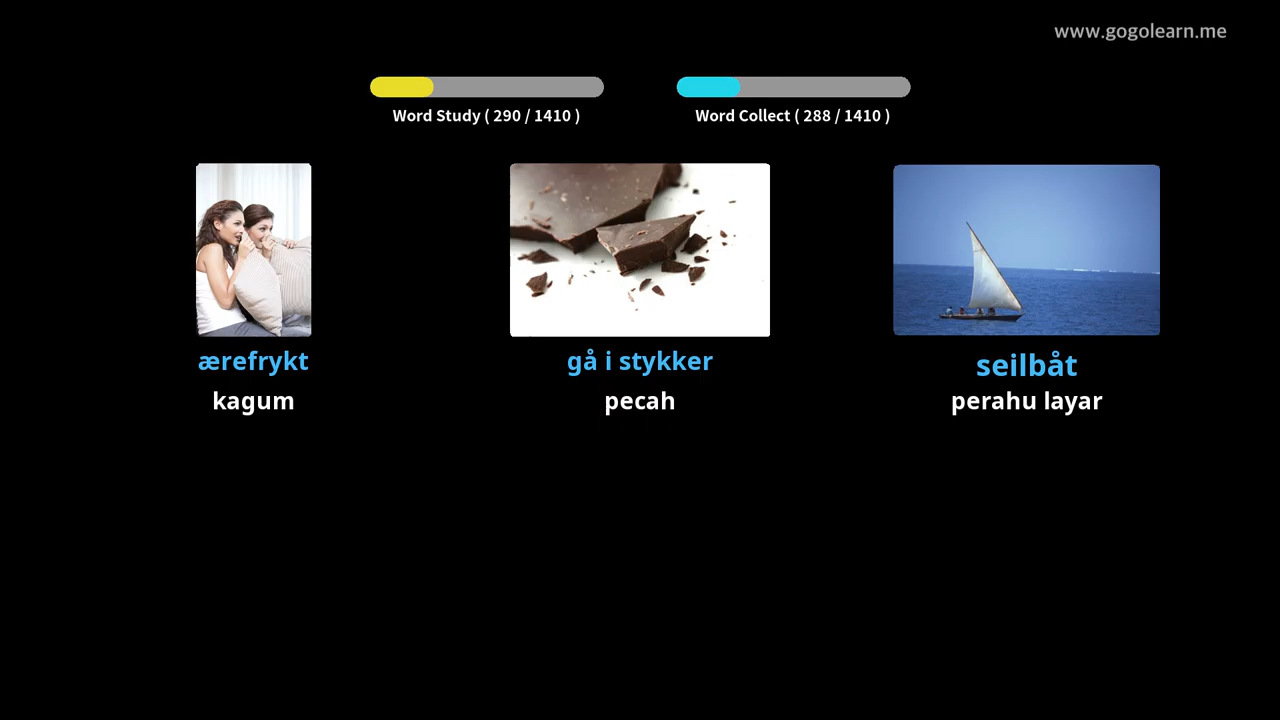 www.gogolearn.me
Word Study ( 290 / 1410 )
Word Collect ( 288 / 1410 )
ærefrykt
gå i stykker
seilbåt
kagum
pecah
perahu layar